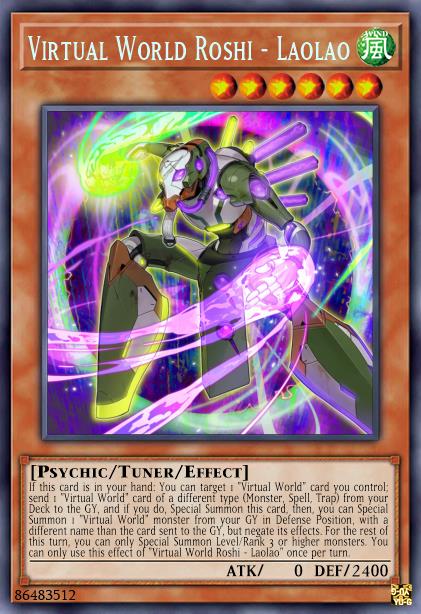 Virtual World Roshi - Laolao
WIND
風
[Psychic/Tuner/Effect]
If this card is in your hand: You can target 1 "Virtual World" card you control;
send 1 "Virtual World" card of a different type (Monster, Spell, Trap) from your
Deck to the GY, and if you do, Special Summon this card, then, you can Special
Summon 1 "Virtual World" monster from your GY in Defense Position, with a
different name than the card sent to the GY, but negate its effects. For the rest of
this turn, you can only Special Summon Level/Rank 3 or higher monsters. You
can only use this effect of "Virtual World Roshi - Laolao" once per turn.
ATK/ 0 DEF/2400
86483512